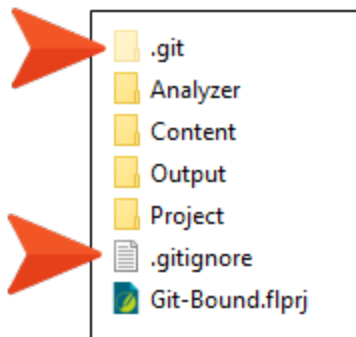 .git
Analyzer
Content
Output
Project
.gitignore
Git-Bound.flprj